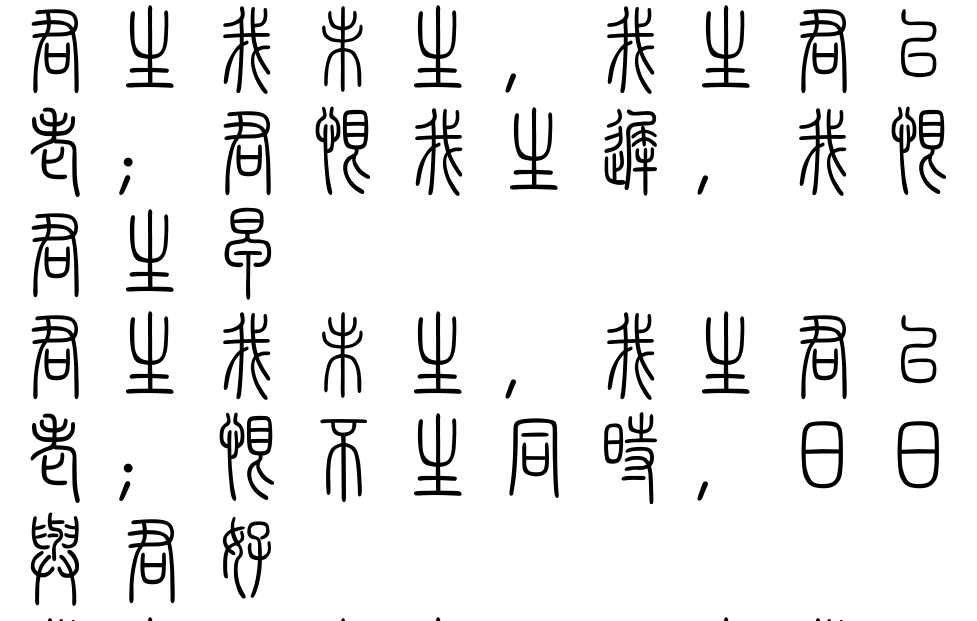 君生我未生，我生君已
老；君恨我生遲，我恨
君生早
君生我未生，我生君已
老；恨不生同時，日日
與君好